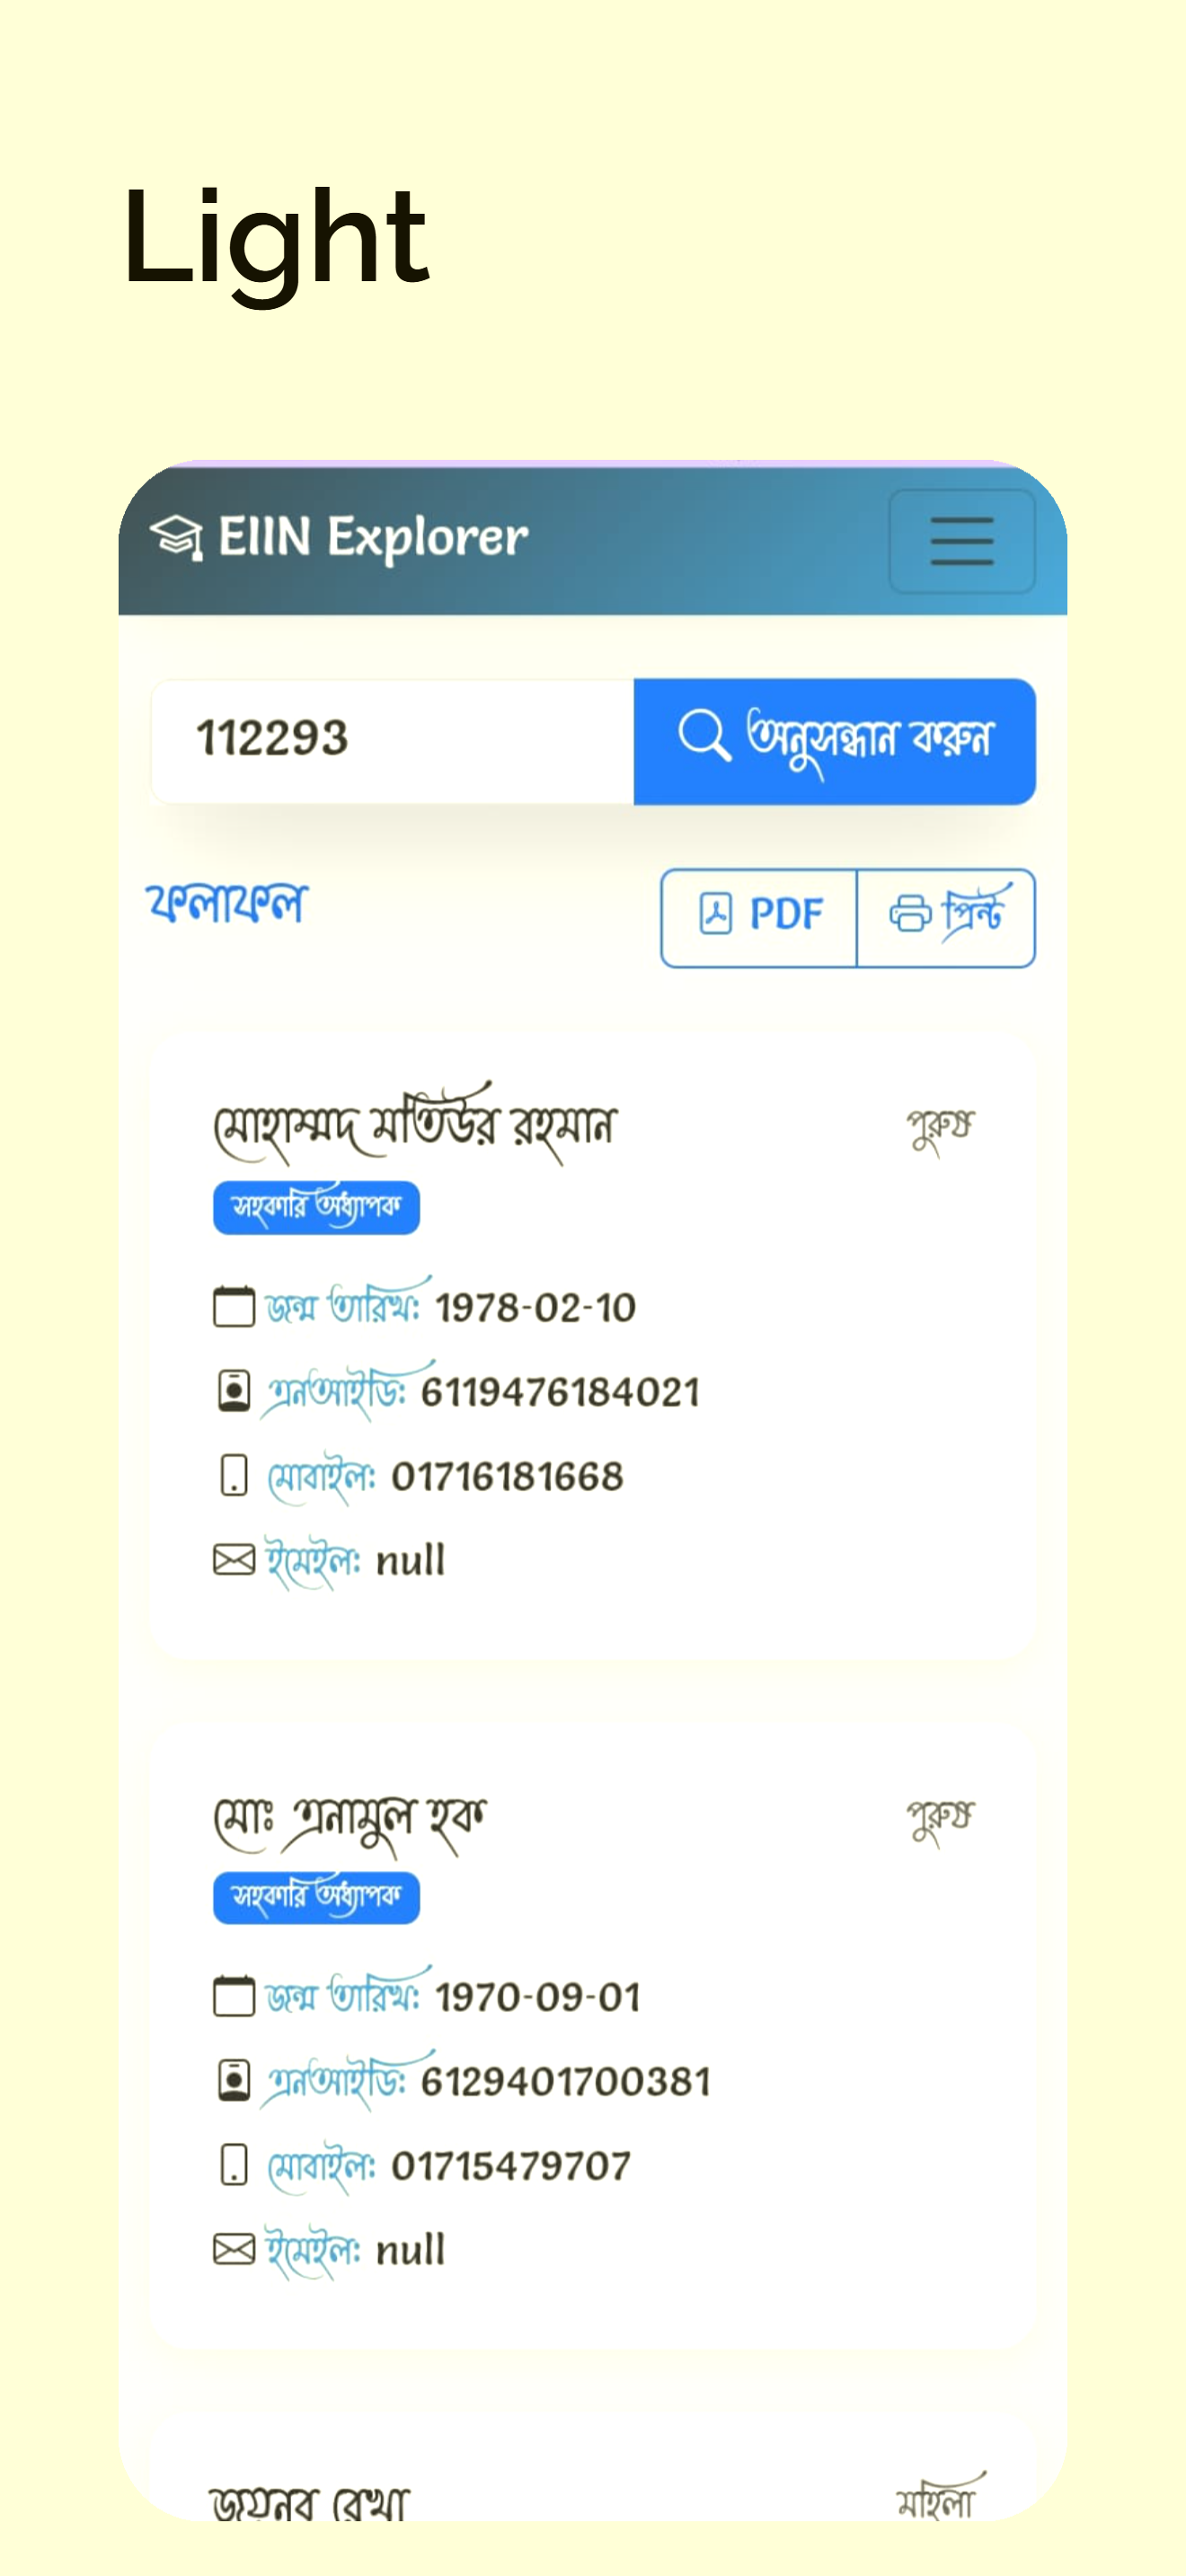 Light
EIIN Explorer
112293 অনুসন্ধান করুন
ফলাফল PDF প্রিন্ট
মোহাম্মদ মতিউর রহমান পুরুষ
সহকারি অধ্যাপক
জন্ম তারিখ: 1978-02-10
এনআইডি: 6119476184021
মোবাইল: 01716181668
ইমেইল: null
মোঃ এনামুল হক পুরুষ
সহকারি অধ্যাপক
জন্ম তারিখ: 1970-09-01
এনআইডি: 6129401700381
মোবাইল: 01715479707
ইমেইল: null
জয়নব রেখা মহিলা